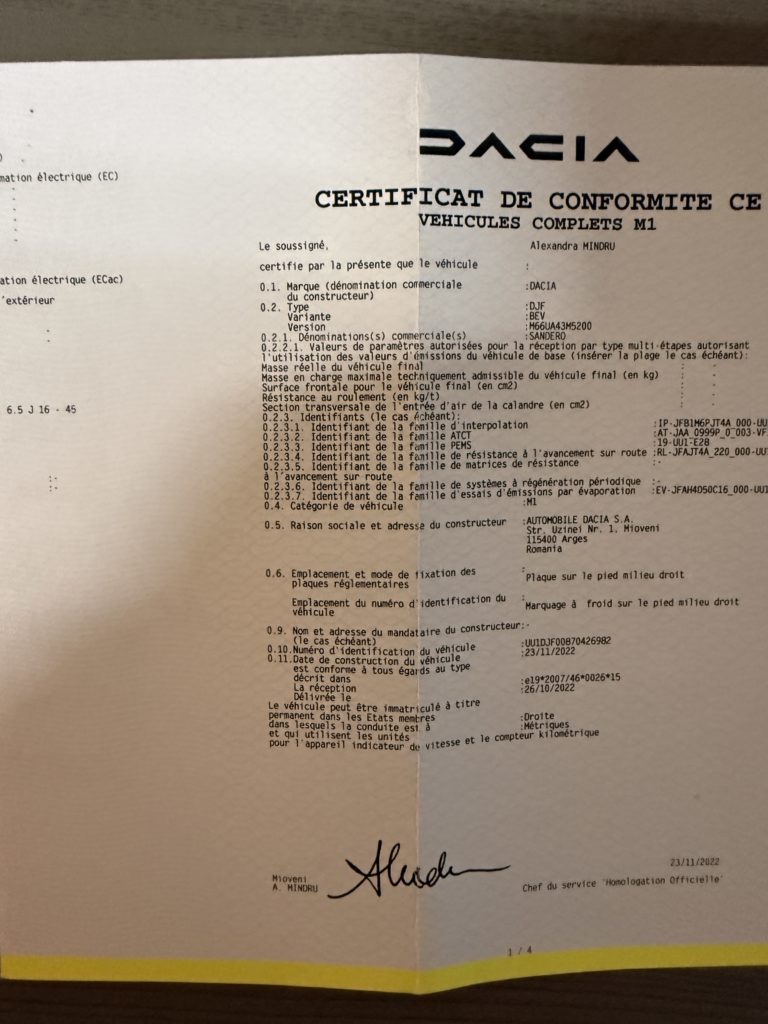 )
mation électrique (EC)
-
-
-
-
-
ation électrique (ECac)
'extérieur
-
-
6.5 J 16 - 45
:-
:-
DACIA
CERTIFICAT DE CONFORMITE CE
VEHICULES COMPLETS M1
Le soussigné, Alexandra MINDRU
certifie par la présente que le véhicule :
0.1. Marque (dénomination commerciale :DACIA
du constructeur)
0.2. Type :DJF
Variante :BEV
Version :M66UA43M5200
0.2.1. Dénominations(s) commerciale(s) :SANDERO
0.2.2.1. Valeurs de paramètres autorisées pour la réception par type multi-étapes autorisant
l'utilisation des valeurs d'émissions du véhicule de base (insérer la plage le cas échéant):
Masse réelle du véhicule final : -
Masse en charge maximale techniquement admissible du véhicule final (en kg) : -
Surface frontale pour le véhicule final (en cm2) : -
Résistance au roulement (en kg/t) : -
Section transversale de l'entrée d'air de la calandre (en cm2) : -
0.2.3. Identifiants (le cas échéant):
0.2.3.1. Identifiant de la famille d'interpolation :IP-JFB1M6PJT4A_000-UU
0.2.3.2. Identifiant de la famille ATCT :AT-JAA_0999P_0_003-VF
0.2.3.3. Identifiant de la famille PEMS :19-UU1-E28
0.2.3.4. Identifiant de la famille de résistance à l'avancement sur route :RL-JFAJT4A_220_000-UU
0.2.3.5. Identifiant de la famille de matrices de résistance :-
à l'avancement sur route
0.2.3.6. Identifiant de la famille de systèmes à régénération périodique :-
0.2.3.7. Identifiant de la famille d'essais d'émissions par évaporation :EV-JFAH4D50C16_000-UU1
0.4. Catégorie de véhicule :M1
0.5. Raison sociale et adresse du constructeur :AUTOMOBILE DACIA S.A.
Str. Uzinei Nr. 1, Mioveni
115400 Arges
Romania
0.6. Emplacement et mode de fixation des :Plaque sur le pied milieu droit
plaques réglementaires
Emplacement du numéro d'identification du :Marquage à froid sur le pied milieu droit
véhicule
0.9. Nom et adresse du mandataire du constructeur:-
(le cas échéant)
0.10.Numéro d'identification du véhicule :UU1DJF00870426982
0.11.Date de construction du véhicule :23/11/2022
est conforme à tous égards au type
décrit dans
La réception :e19*2007/46*0026*15
Délivrée le :26/10/2022
Le véhicule peut être immatriculé à titre
permanent dans les Etats membres
dans lesquels la conduite est à :Droite
et qui utilisent les unités :Métriques
pour l'appareil indicateur de vitesse et le compteur kilométrique
Mioveni
A. MINDRU
23/11/2022
Chef du service 'Homologation Officielle'
1 / 4